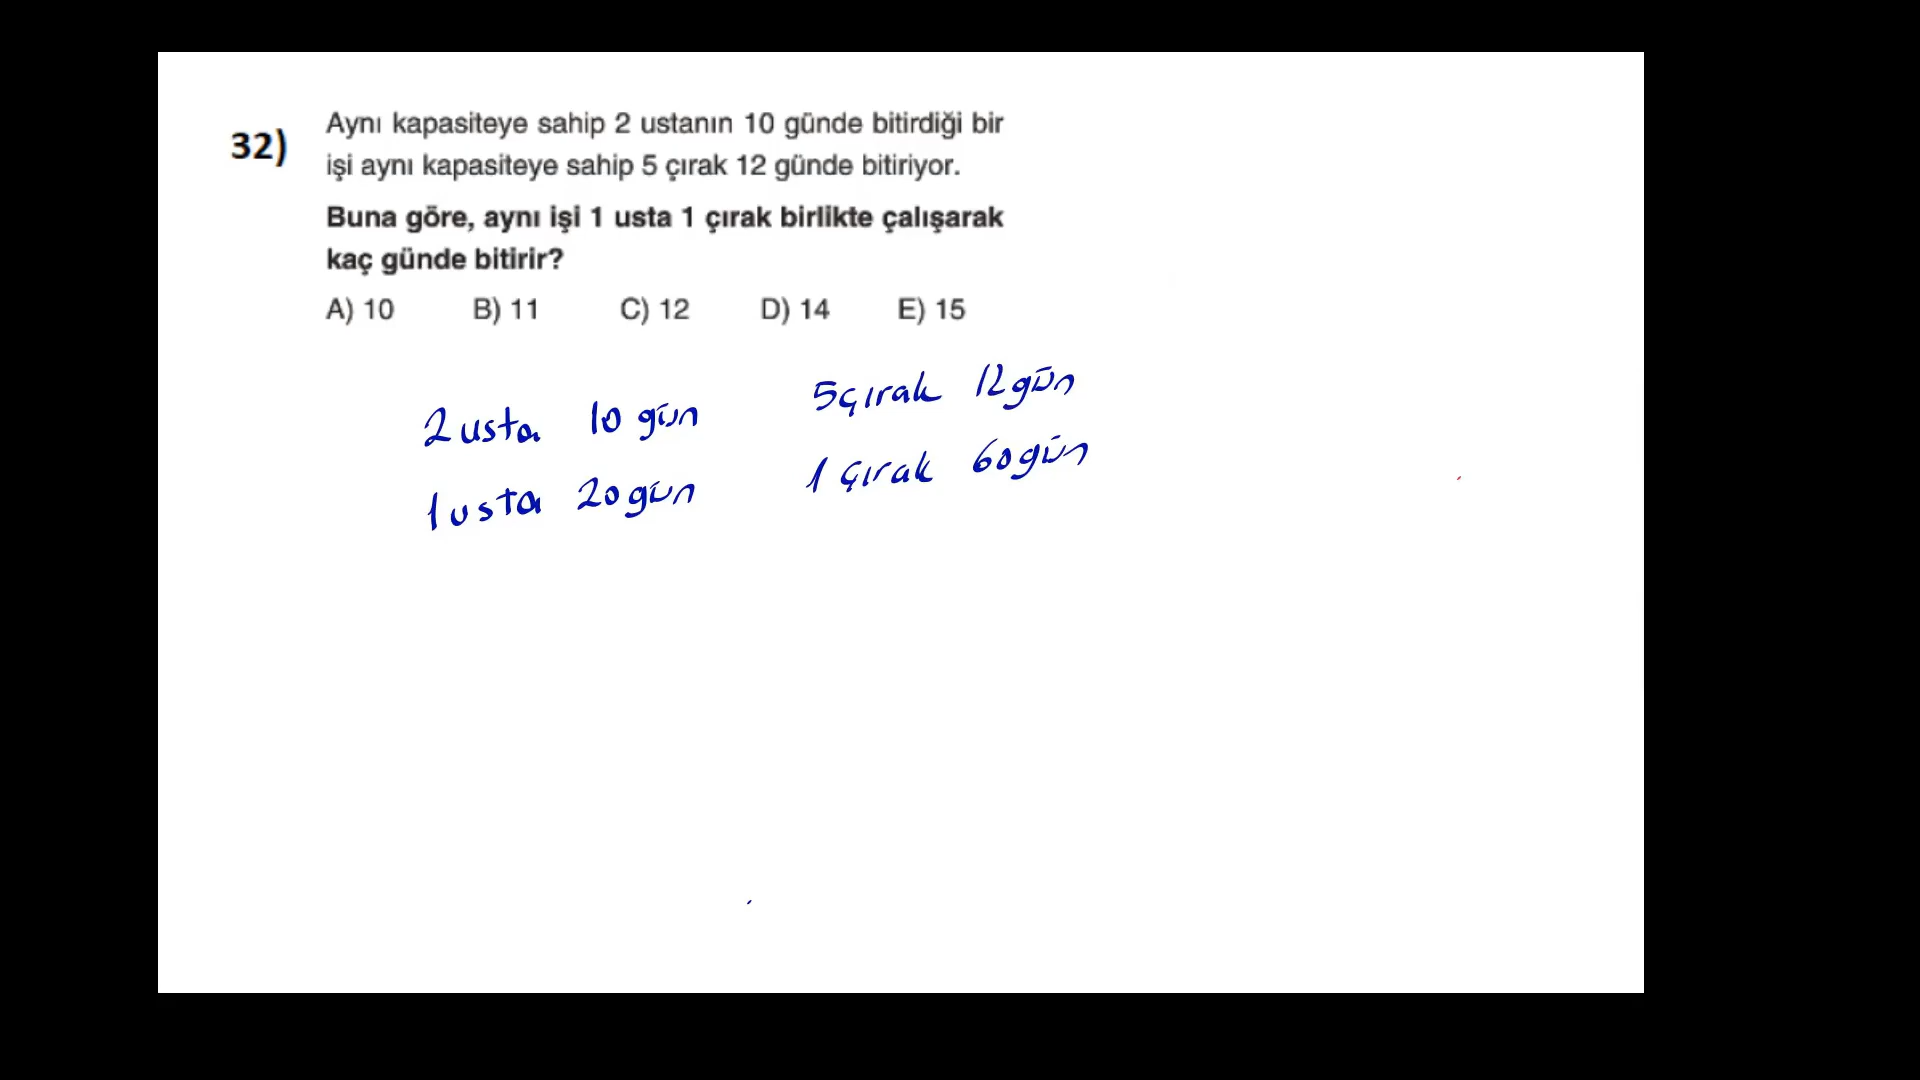 32) Aynı kapasiteye sahip 2 ustanın 10 günde bitirdiği bir
işi aynı kapasiteye sahip 5 çırak 12 günde bitiriyor.
Buna göre, aynı işi 1 usta 1 çırak birlikte çalışarak
kaç günde bitirir?
A) 10 B) 11 C) 12 D) 14 E) 15
2 usta 10 gün 5 çırak 12 gün
1 usta 20 gün 1 çırak 60 gün